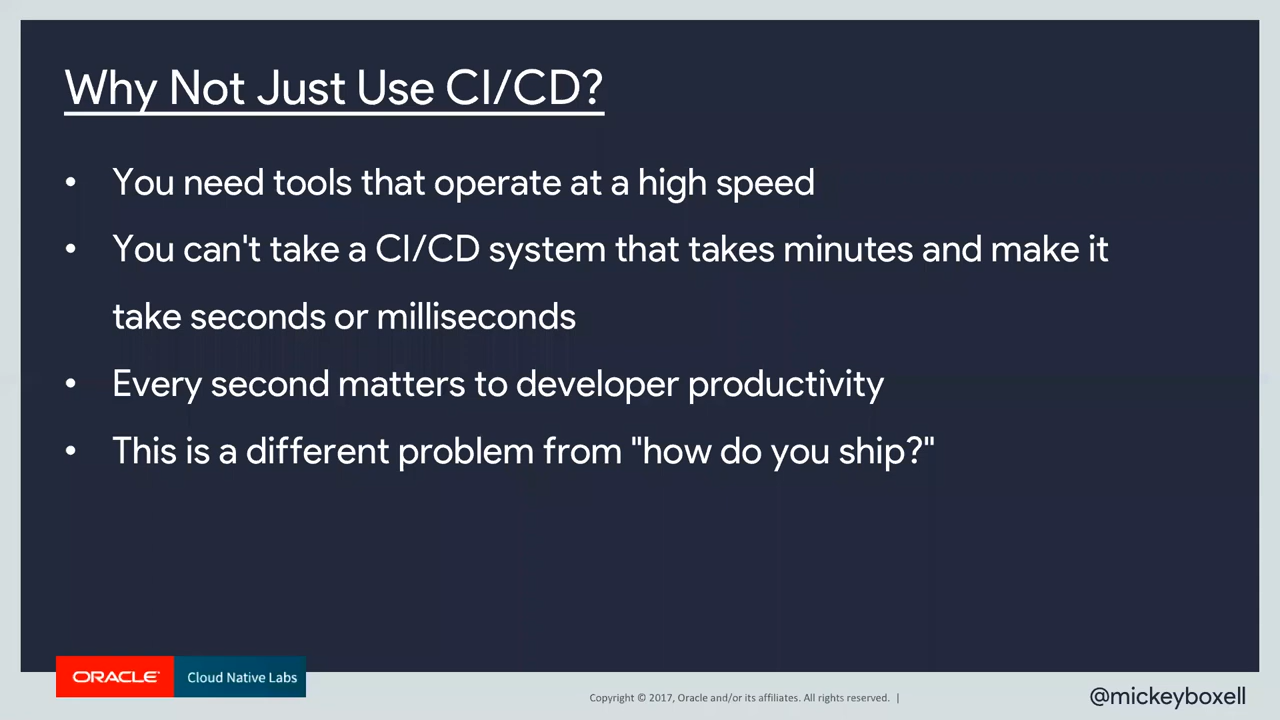 Why Not Just Use CI/CD?
• You need tools that operate at a high speed
• You can't take a CI/CD system that takes minutes and make it
take seconds or milliseconds
• Every second matters to developer productivity
• This is a different problem from "how do you ship?"
ORACLE Cloud Native Labs
Copyright © 2017, Oracle and/or its affiliates. All rights reserved. |
@mickeyboxell